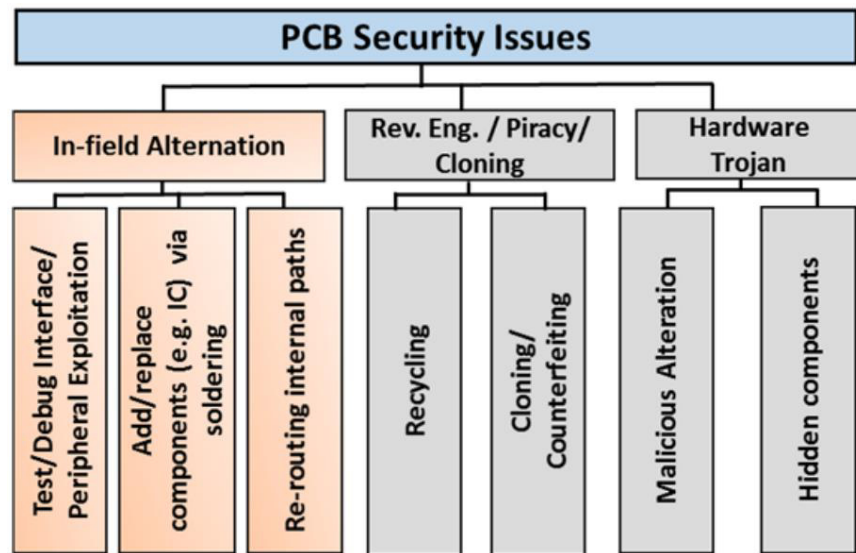 PCB Security Issues
In-field Alternation
Rev. Eng. / Piracy/
Cloning
Hardware
Trojan
Test/Debug Interface/
Peripheral Exploitation
Add/replace
components (e.g. IC) via
soldering
Re-routing internal paths
Recycling
Cloning/
Counterfeiting
Malicious Alteration
Hidden components